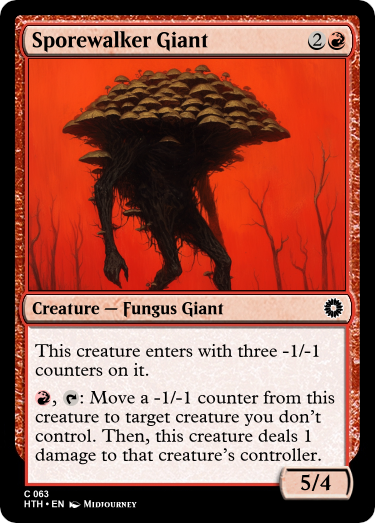 Sporewalker Giant 2
Creature — Fungus Giant
This creature enters with three -1/-1
counters on it.
, : Move a -1/-1 counter from this
creature to target creature you don't
control. Then, this creature deals 1
damage to that creature's controller.
5/4
C 063
HTH • EN Midjourney